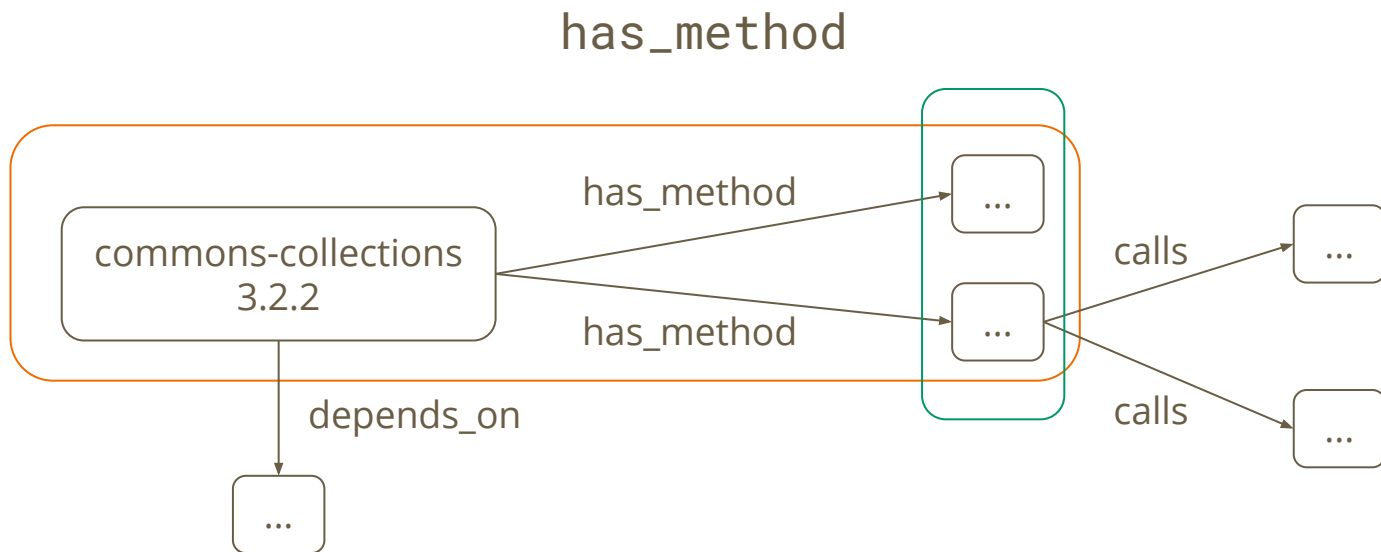 has_method
has_method
...
commons-collections
3.2.2
calls
...
has_method
...
depends_on
calls
...
...